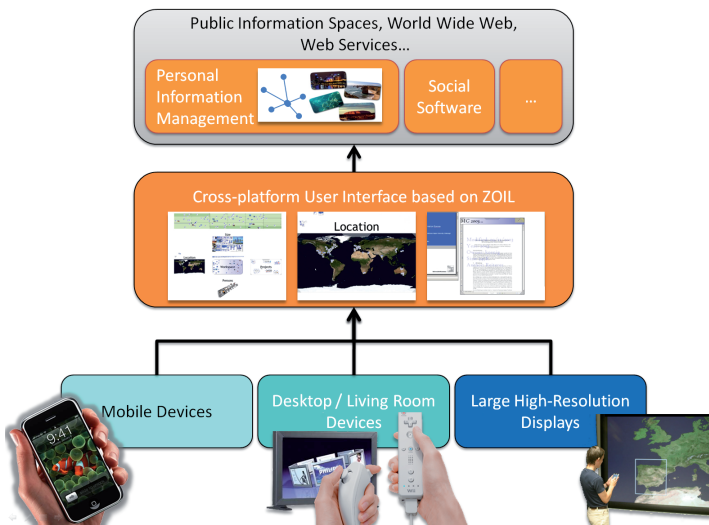 Public Information Spaces, World Wide Web,
Web Services...
Personal
Information
Management
Social
Software
...
Cross-platform User Interface based on ZOIL
Location
Location
Mobile Devices
Desktop / Living Room
Devices
Large High-Resolution
Displays
9:41